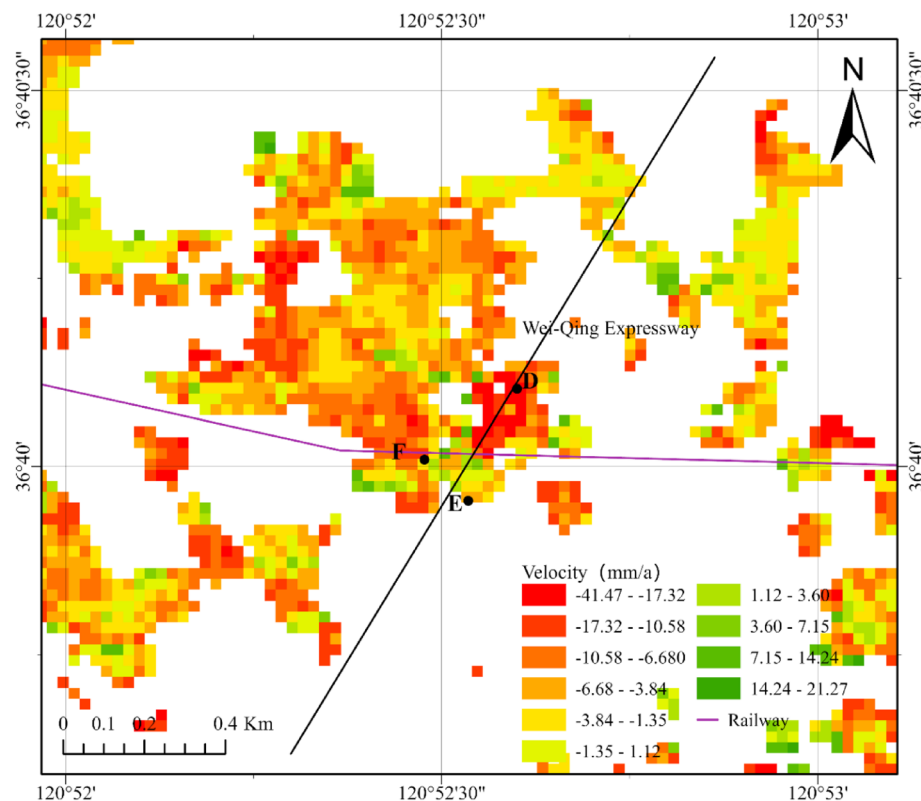 120°52' 120°52'30" 120°53'
36°40'30" 36°40'30"
N
Wei-Qing Expressway
D
F
36°40' 36°40'
E
Velocity (mm/a)
-41.47 - -17.32 1.12 - 3.60
-17.32 - -10.58 3.60 - 7.15
-10.58 - -6.680 7.15 - 14.24
-6.68 - -3.84 14.24 - 21.27
-3.84 - -1.35 Railway
-1.35 - 1.12
0 0.1 0.2 0.4 Km
120°52' 120°52'30" 120°53'